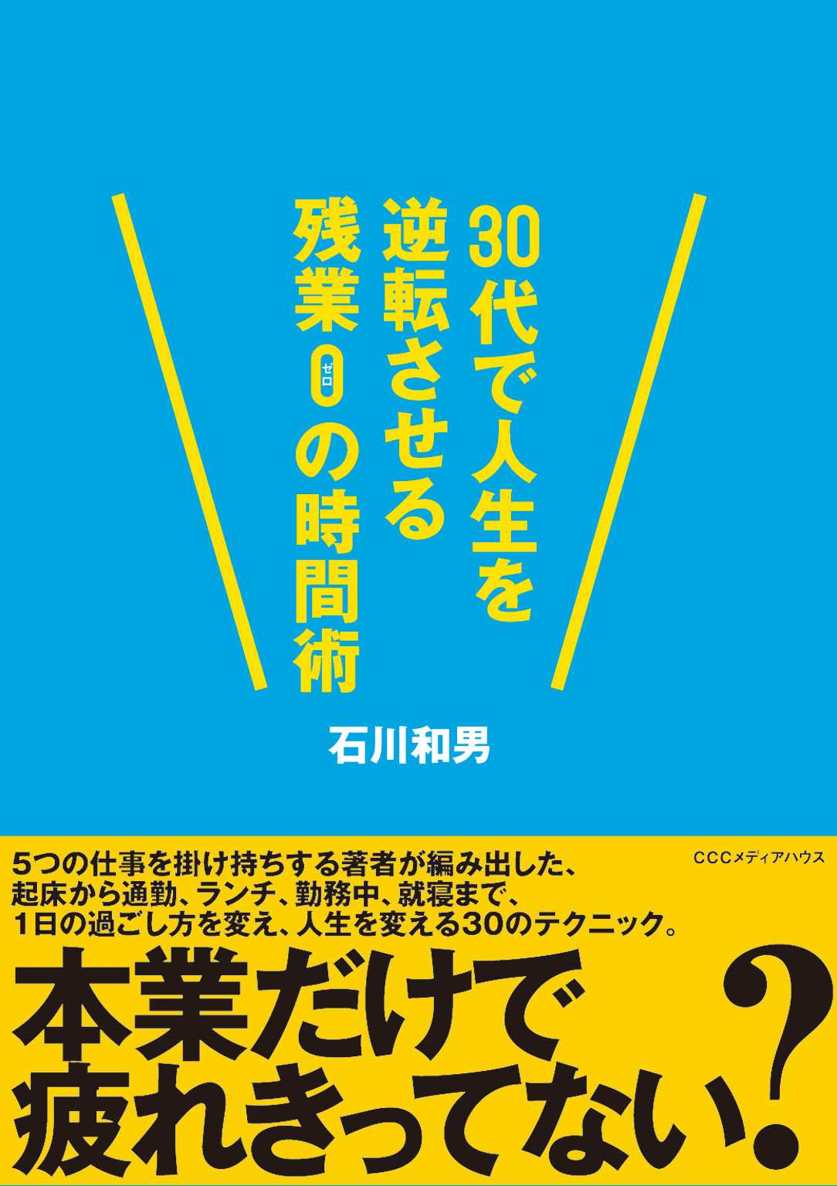 30代で人生を
逆転させる
残業0の時間術
ゼロ
石川和男
CCCメディアハウス
5つの仕事を掛け持ちする著者が編み出した、
起床から通勤、ランチ、勤務中、就寝まで、
1日の過ごし方を変え、人生を変える30のテクニック。
本業だけで
疲れきってない?